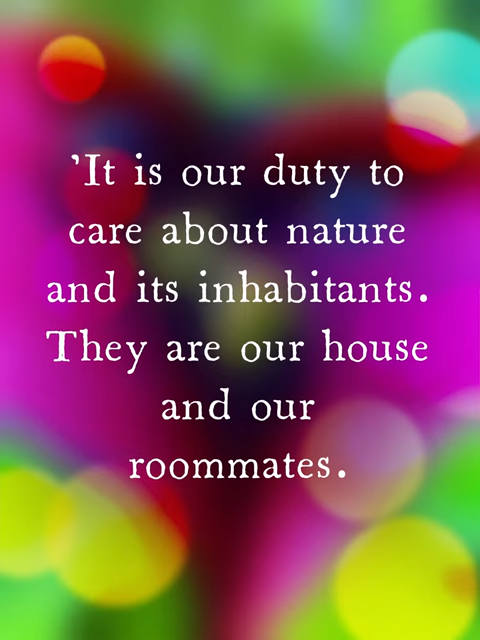 'It is our duty to
care about nature
and its inhabitants.
They are our house
and our
roommates.